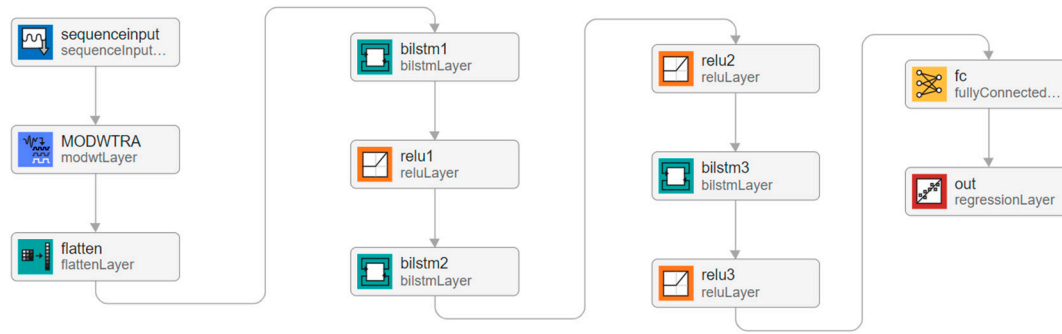 sequenceinput
sequenceInput...
MODWTRA
modwtLayer
flatten
flattenLayer
bilstm1
bilstmLayer
relu1
reluLayer
bilstm2
bilstmLayer
relu2
reluLayer
bilstm3
bilstmLayer
relu3
reluLayer
fc
fullyConnected...
out
regressionLayer